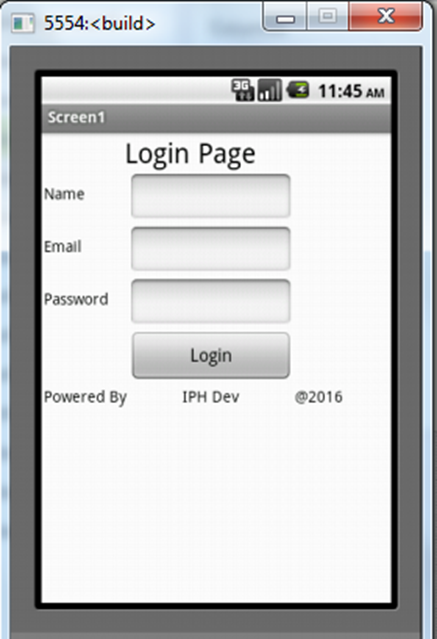 5554:<build>
3G 11:45 AM
Screen1
Login Page
Name
Email
Password
Login
Powered By IPH Dev @2016